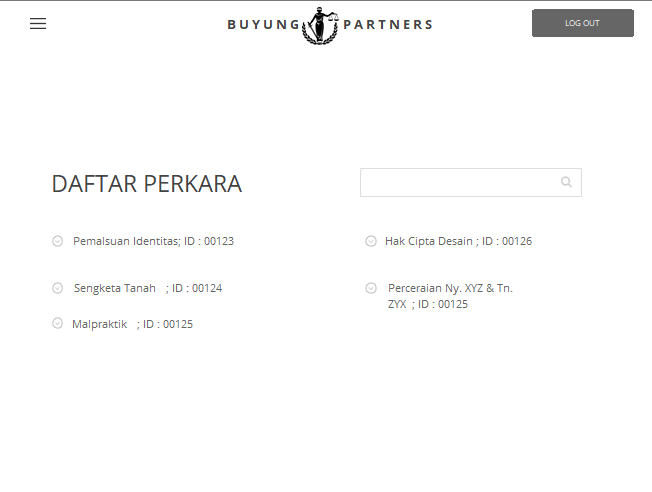 BUYUNG PARTNERS
LOG OUT
DAFTAR PERKARA
Pemalsuan Identitas; ID : 00123
Hak Cipta Desain ; ID : 00126
Sengketa Tanah ; ID : 00124
Perceraian Ny. XYZ & Tn.
ZYX ; ID : 00125
Malpraktik ; ID : 00125